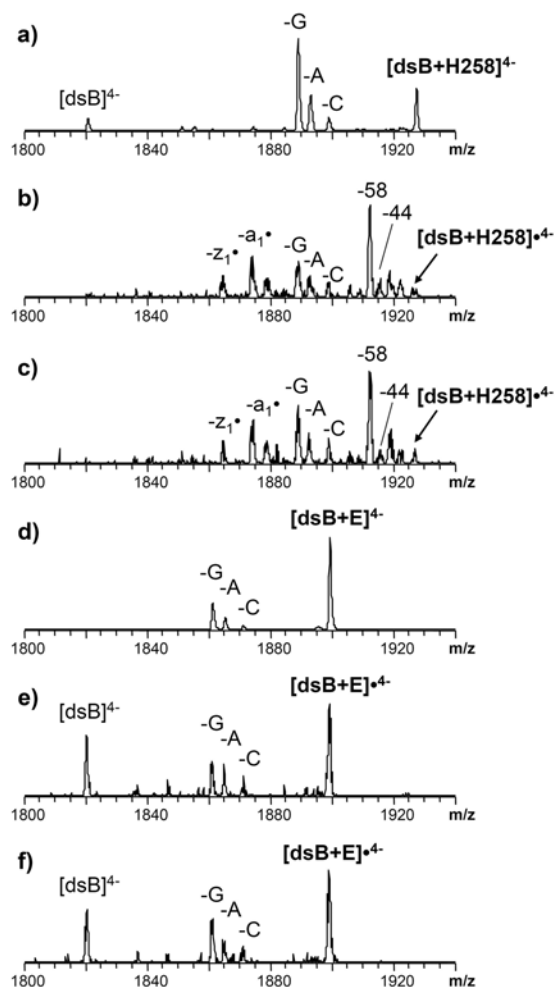 a)
-G
-A
-C
[dsB]4-
[dsB+H258]4-
1800 1840 1880 1920 m/z
b)
-z1•
-a1•
-G
-A
-C
-58
-44
[dsB+H258]•4-
1800 1840 1880 1920 m/z
c)
-z1•
-a1•
-G
-A
-C
-58
-44
[dsB+H258]•4-
1800 1840 1880 1920 m/z
d)
-G
-A
-C
[dsB+E]4-
1800 1840 1880 1920 m/z
e)
[dsB]4-
-G
-A
-C
[dsB+E]•4-
1800 1840 1880 1920 m/z
f)
[dsB]4-
-G
-A
-C
[dsB+E]•4-
1800 1840 1880 1920 m/z